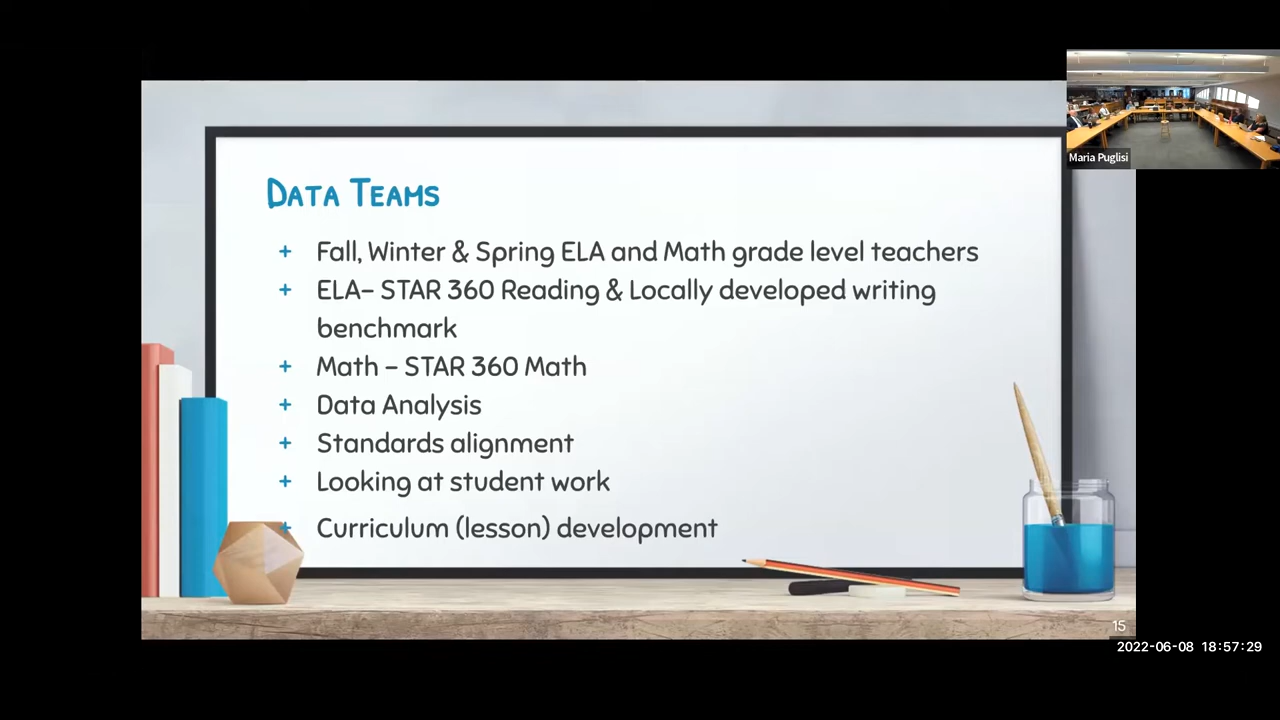 Maria Puglisi
Data Teams
+ Fall, Winter & Spring ELA and Math grade level teachers
+ ELA– STAR 360 Reading & Locally developed writing
benchmark
+ Math – STAR 360 Math
+ Data Analysis
+ Standards alignment
+ Looking at student work
+ Curriculum (lesson) development
15
2022-06-08 18:57:29